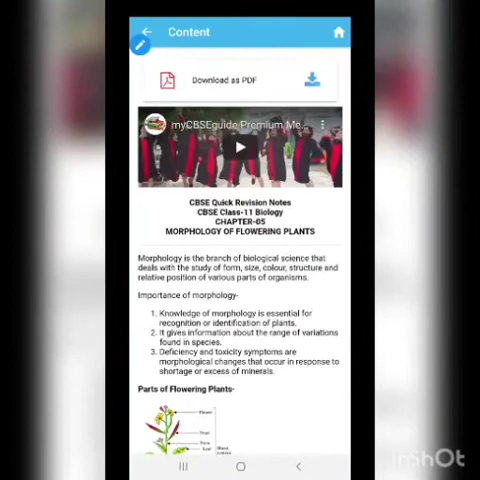 Content
Download as PDF
myCBSEguide Premium Me...
CBSE Quick Revision Notes
CBSE Class-11 Biology
CHAPTER-05
MORPHOLOGY OF FLOWERING PLANTS
Morphology is the branch of biological science that
deals with the study of form, size, colour, structure and
relative position of various parts of organisms.
Importance of morphology-
1. Knowledge of morphology is essential for
recognition or identification of plants.
2. It gives information about the range of variations
found in species.
3. Deficiency and toxicity symptoms are
morphological changes that occur in response to
shortage or excess of minerals.
Parts of Flowering Plants-
Flower
Fruit
Leaf